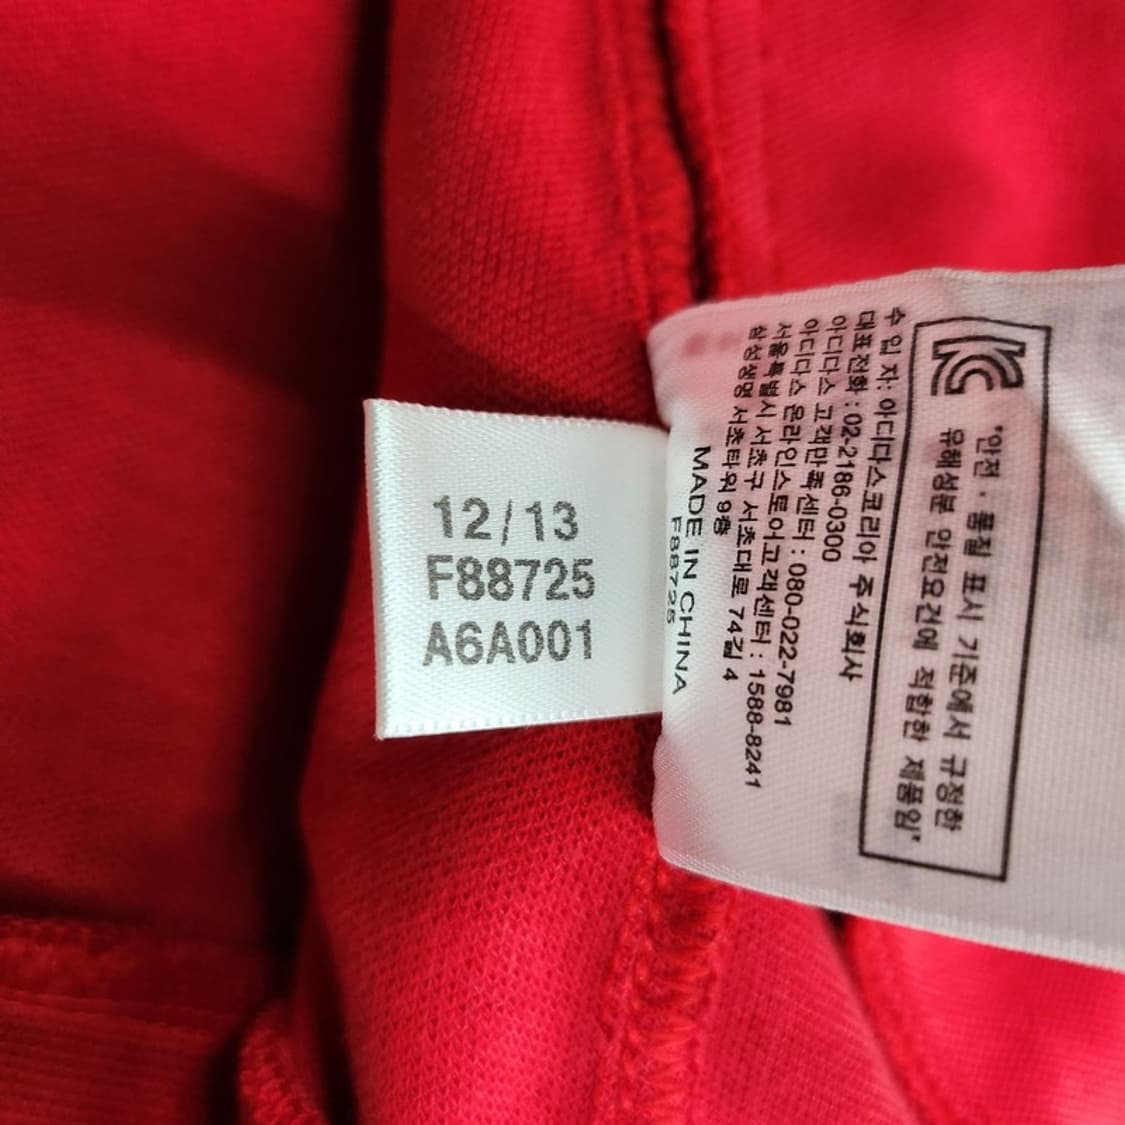 12/13
F88725
A6A001
KC
"안전·품질 표시 기준에서 규정한
유해성분 안전요건에 적합한 제품임"
수 입 자: 아디다스코리아 주식회사
대표전화 : 02-2186-0300
아디다스 고객만족센터 : 080-022-7981
아디다스 온라인스토어고객센터 : 1588-8241
서울특별시 서초구 서초대로 74길 4
삼성생명 서초타워 9층
MADE IN CHINA
F88725